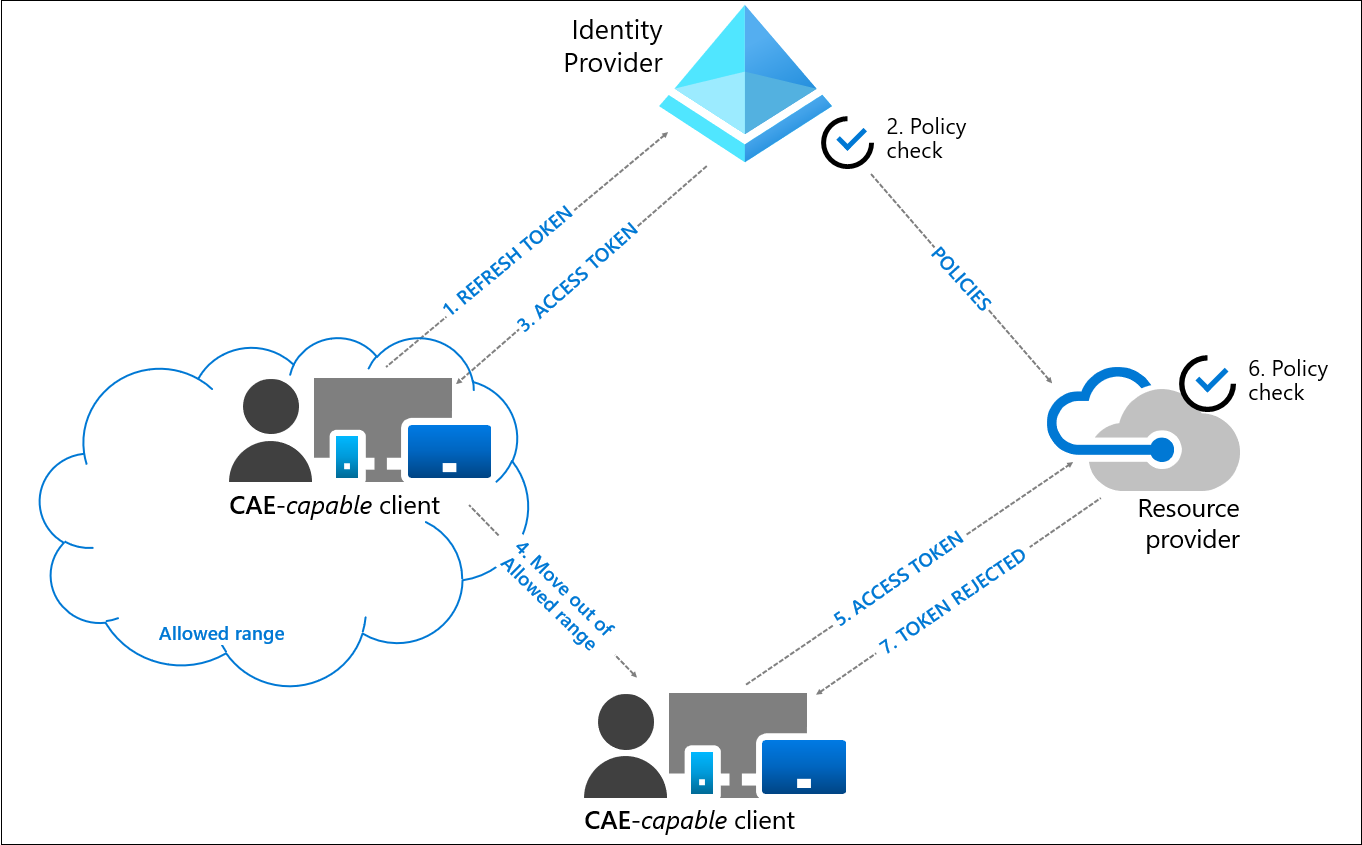 Identity
Provider
2. Policy
check
1. REFRESH TOKEN
3. ACCESS TOKEN
POLICIES
6. Policy
check
CAE-capable client
Resource
provider
4. Move out of
Allowed range
5. ACCESS TOKEN
7. TOKEN REJECTED
Allowed range
CAE-capable client